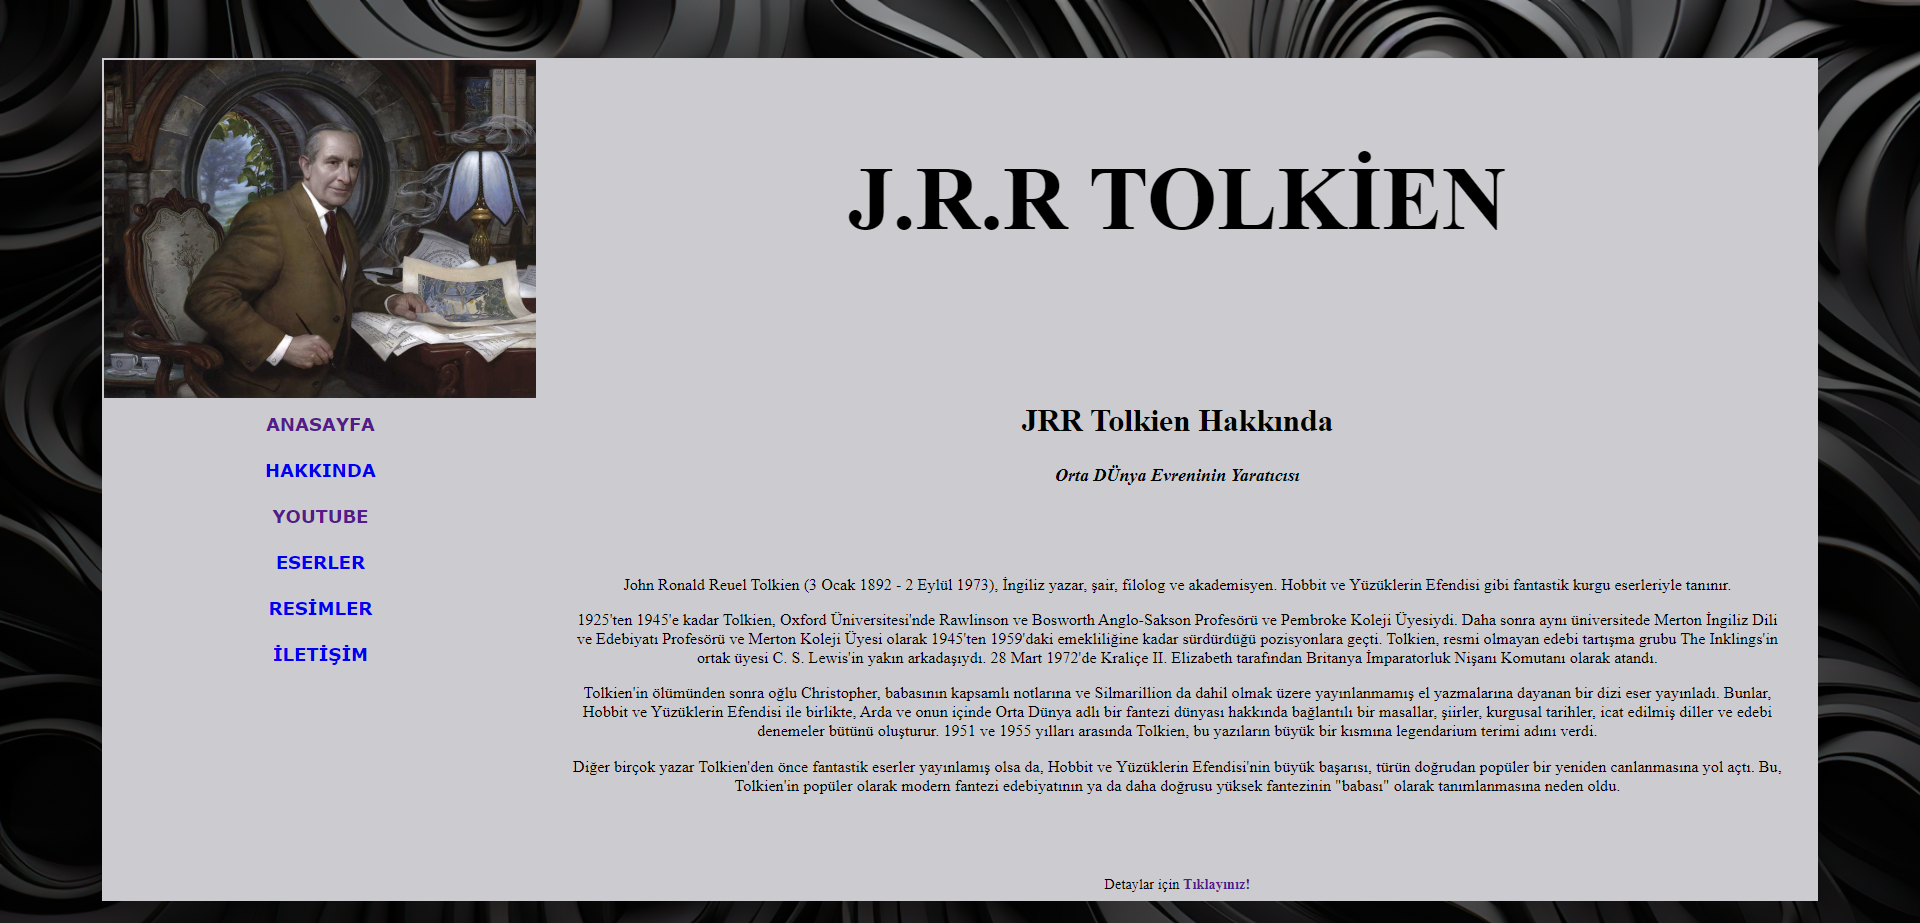 J.R.R TOLKİEN
ANASAYFA
HAKKINDA
YOUTUBE
ESERLER
RESİMLER
İLETİŞİM
JRR Tolkien Hakkında
Orta DÜnya Evreninin Yaratıcısı
John Ronald Reuel Tolkien (3 Ocak 1892 - 2 Eylül 1973), İngiliz yazar, şair, filolog ve akademisyen. Hobbit ve Yüzüklerin Efendisi gibi fantastik kurgu eserleriyle tanınır.
1925'ten 1945'e kadar Tolkien, Oxford Üniversitesi'nde Rawlinson ve Bosworth Anglo-Sakson Profesörü ve Pembroke Koleji Üyesiydi. Daha sonra aynı üniversitede Merton İngiliz Dili
ve Edebiyatı Profesörü ve Merton Koleji Üyesi olarak 1945'ten 1959'daki emekliliğine kadar sürdürdüğü pozisyonlara geçti. Tolkien, resmi olmayan edebi tartışma grubu The Inklings'in
ortak üyesi C. S. Lewis'in yakın arkadaşıydı. 28 Mart 1972'de Kraliçe II. Elizabeth tarafından Britanya İmparatorluk Nişanı Komutanı olarak atandı.
Tolkien'in ölümünden sonra oğlu Christopher, babasının kapsamlı notlarına ve Silmarillion da dahil olmak üzere yayınlanmamış el yazmalarına dayanan bir dizi eser yayınladı. Bunlar,
Hobbit ve Yüzüklerin Efendisi ile birlikte, Arda ve onun içinde Orta Dünya adlı bir fantezi dünyası hakkında bağlantılı bir masallar, şiirler, kurgusal tarihler, icat edilmiş diller ve edebi
denemeler bütünü oluşturur. 1951 ve 1955 yılları arasında Tolkien, bu yazıların büyük bir kısmına legendarium terimi adını verdi.
Diğer birçok yazar Tolkien'den önce fantastik eserler yayınlamış olsa da, Hobbit ve Yüzüklerin Efendisi'nin büyük başarısı, türün doğrudan popüler bir yeniden canlanmasına yol açtı. Bu,
Tolkien'in popüler olarak modern fantezi edebiyatının ya da daha doğrusu yüksek fantezinin "babası" olarak tanımlanmasına neden oldu.
Detaylar için Tıklayınız!